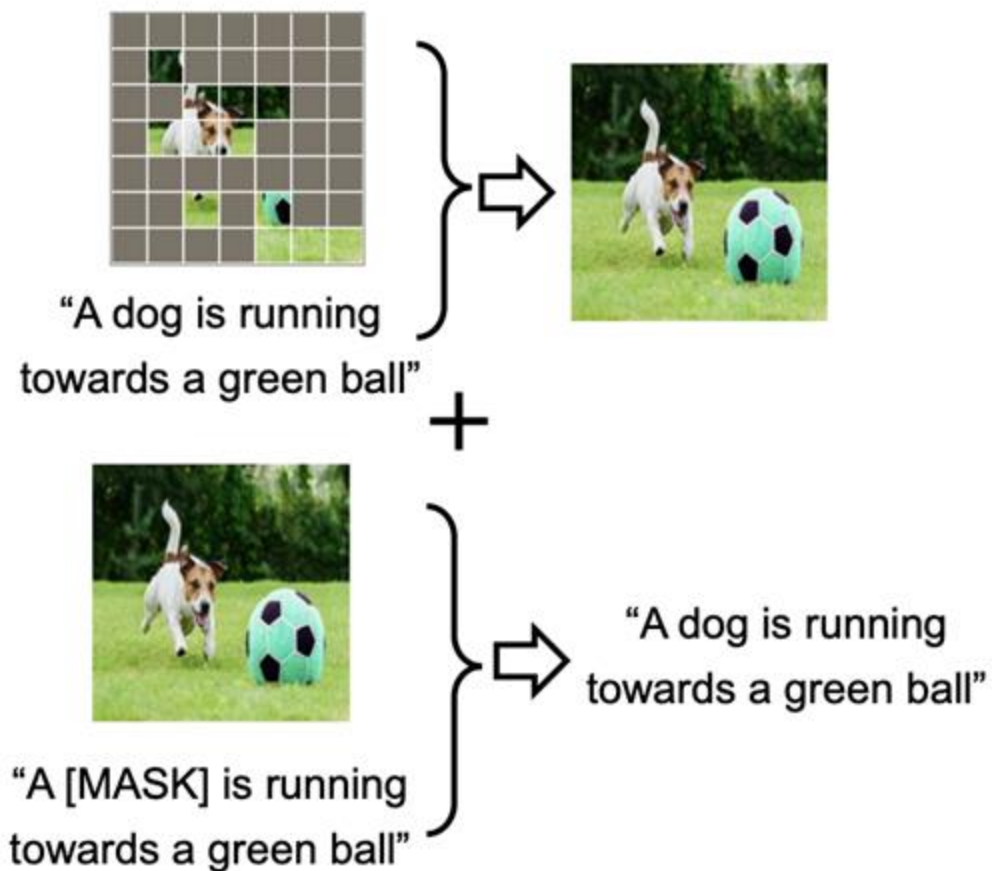 “A dog is running
towards a green ball”
+
“A [MASK] is running
towards a green ball”
“A dog is running
towards a green ball”